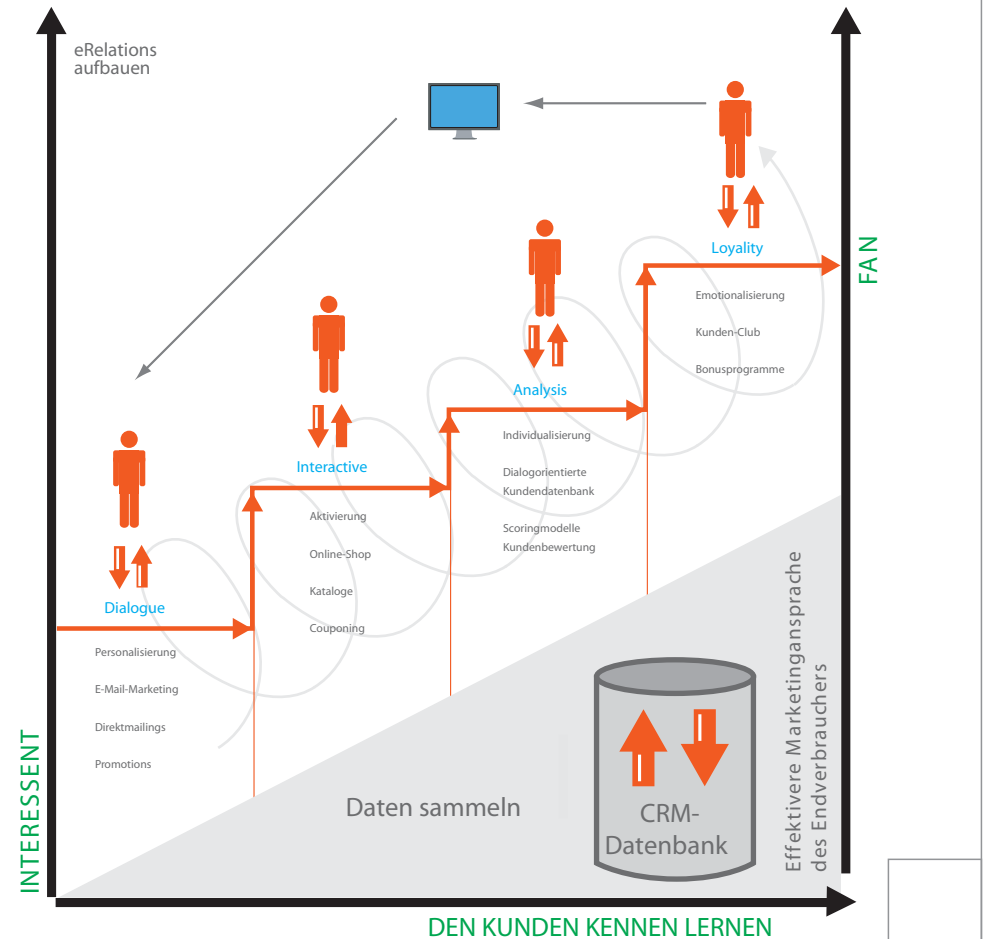 eRelations
aufbauen
Loyality
Emotionalisierung
Kunden-Club
Bonusprogramme
FAN
Analysis
Individualisierung
Dialogorientierte
Kundendatenbank
Scoringmodelle
Kundenbewertung
Interactive
Aktivierung
Online-Shop
Kataloge
Couponing
Dialogue
Personalisierung
E-Mail-Marketing
Direktmailings
Promotions
INTERESSENT
Daten sammeln
CRM-
Datenbank
Effektivere Marketingansprache
des Endverbrauchers
DEN KUNDEN KENNEN LERNEN